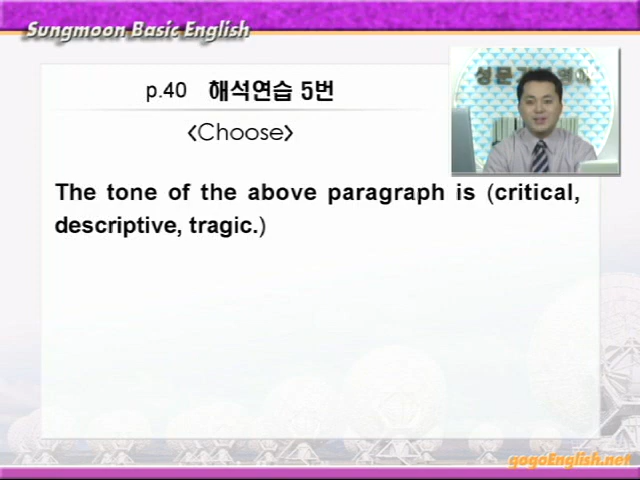 Sungmoon Basic English
p.40 해석연습 5번
<Choose>
The tone of the above paragraph is (critical,
descriptive, tragic.)
gogoEnglish.net